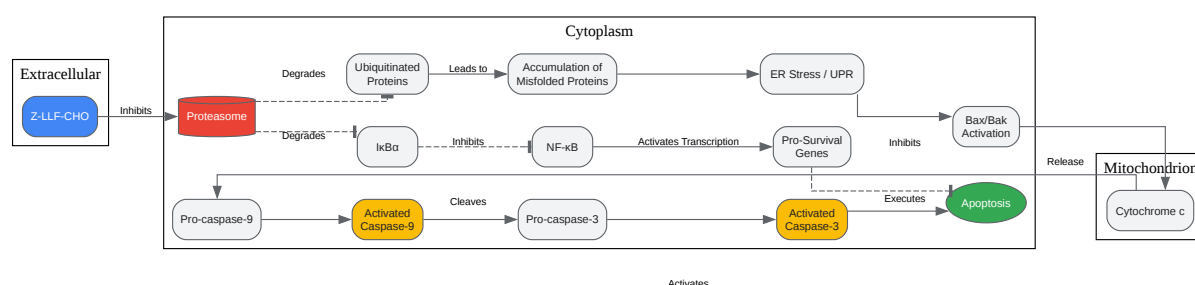 Cytoplasm
Extracellular
Z-LLF-CHO
Inhibits
Proteasome
Degrades
Degrades
Ubiquitinated
Proteins
Leads to
Accumulation of
Misfolded Proteins
ER Stress / UPR
Bax/Bak
Activation
IκBα
Inhibits
NF-κB
Activates Transcription
Pro-Survival
Genes
Inhibits
Release
Mitochondrion
Cytochrome c
Pro-caspase-9
Activated
Caspase-9
Cleaves
Pro-caspase-3
Activated
Caspase-3
Executes
Apoptosis
Activates